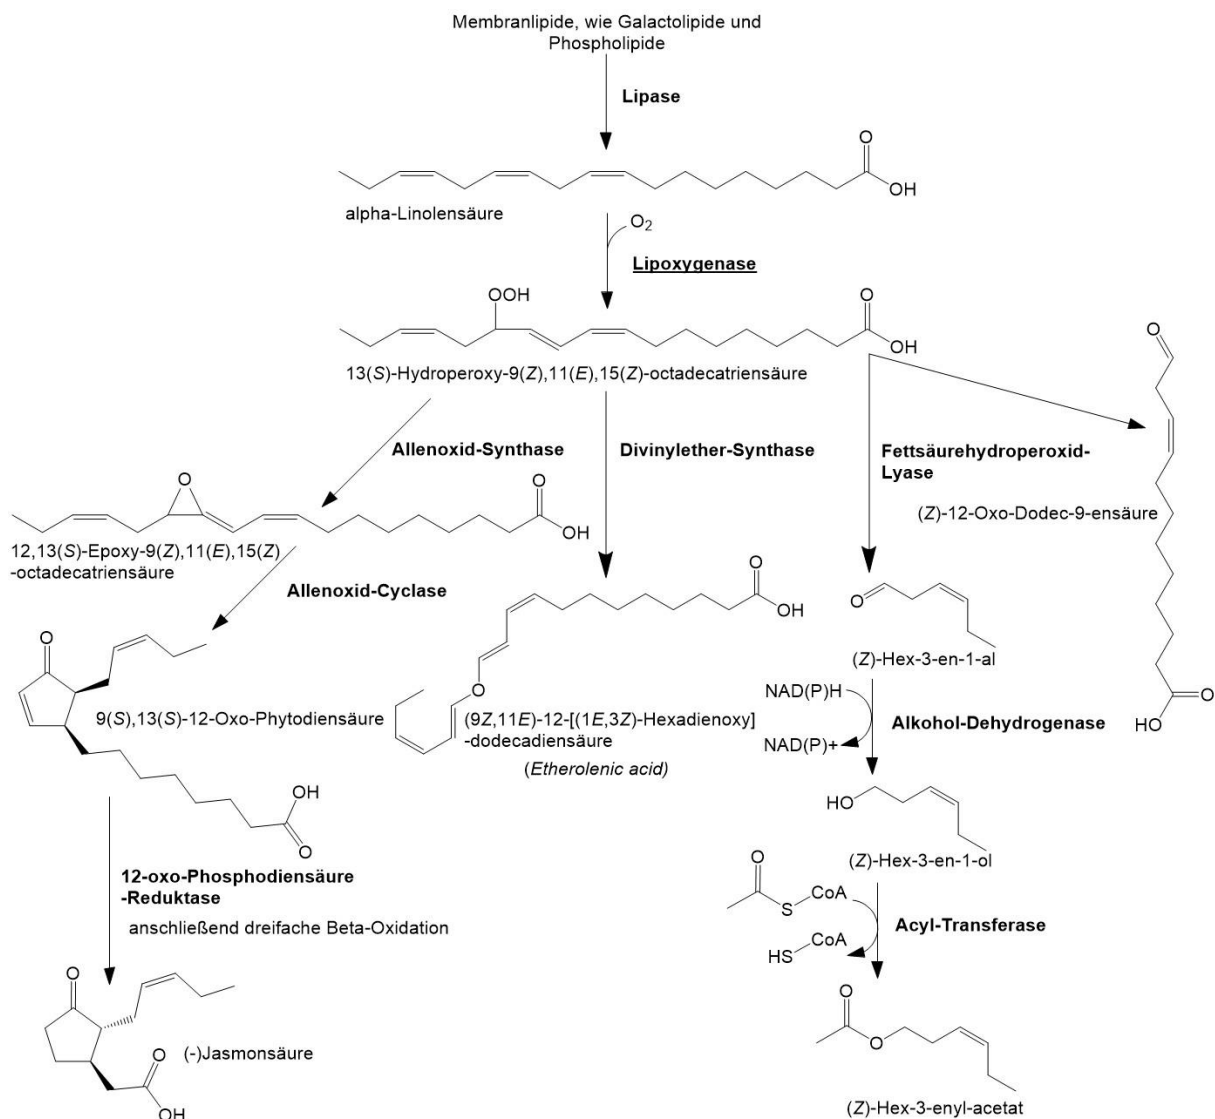 Membranlipide, wie Galactolipide und
Phospholipide
Lipase
O
OH
alpha-Linolensäure
O₂
Lipoxygenase
OOH
O
OH
13(S)-Hydroperoxy-9(Z),11(E),15(Z)-octadecatriensäure
O
Allenoxid-Synthase
Divinylether-Synthase
Fettsäurehydroperoxid-
Lyase
(Z)-12-Oxo-Dodec-9-ensäure
O
O
OH
12,13(S)-Epoxy-9(Z),11(E),15(Z)
-octadecatriensäure
Allenoxid-Cyclase
O
OH
O
(Z)-Hex-3-en-1-al
O
O
9(S),13(S)-12-Oxo-Phytodiensäure
(9Z,11E)-12-[(1E,3Z)-Hexadienoxy]
-dodecadiensäure
(Etherolenic acid)
NAD(P)H
NAD(P)+
Alkohol-Dehydrogenase
O
HO
OH
O
HO
(Z)-Hex-3-en-1-ol
12-oxo-Phosphodiensäure
-Reduktase
anschließend dreifache Beta-Oxidation
O
S
CoA
HS
CoA
Acyl-Transferase
O
(-)Jasmonsäure
O
OH
O
O
(Z)-Hex-3-enyl-acetat